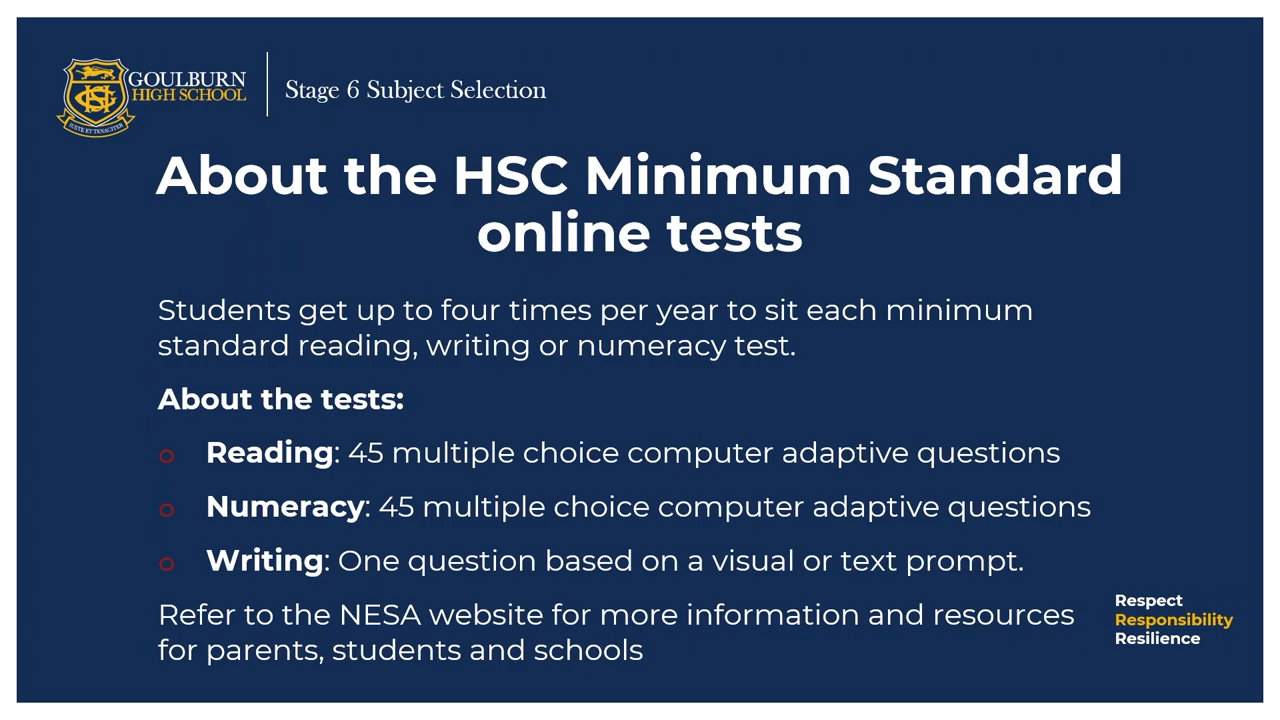 GOULBURN
HIGH SCHOOL
JUSTE ET TENACITER
Stage 6 Subject Selection
About the HSC Minimum Standard
online tests
Students get up to four times per year to sit each minimum
standard reading, writing or numeracy test.
About the tests:
Reading: 45 multiple choice computer adaptive questions
Numeracy: 45 multiple choice computer adaptive questions
Writing: One question based on a visual or text prompt.
Refer to the NESA website for more information and resources
for parents, students and schools
Respect
Responsibility
Resilience